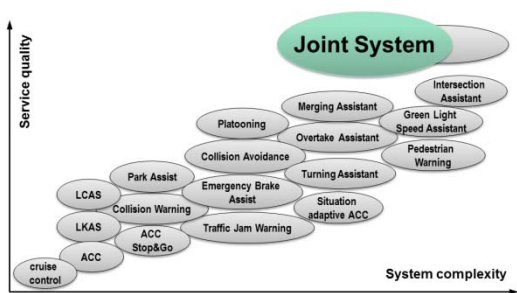 Service quality
Joint System
Intersection
Assistant
Merging Assistant
Green Light
Speed Assistant
Platooning
Overtake Assistant
Pedestrian
Warning
Collision Avoidance
Turning Assistant
Park Assist
Emergency Brake
Assist
LCAS
Collision Warning
Situation
adaptive ACC
LKAS
ACC
Stop&Go
Traffic Jam Warning
ACC
cruise
control
System complexity